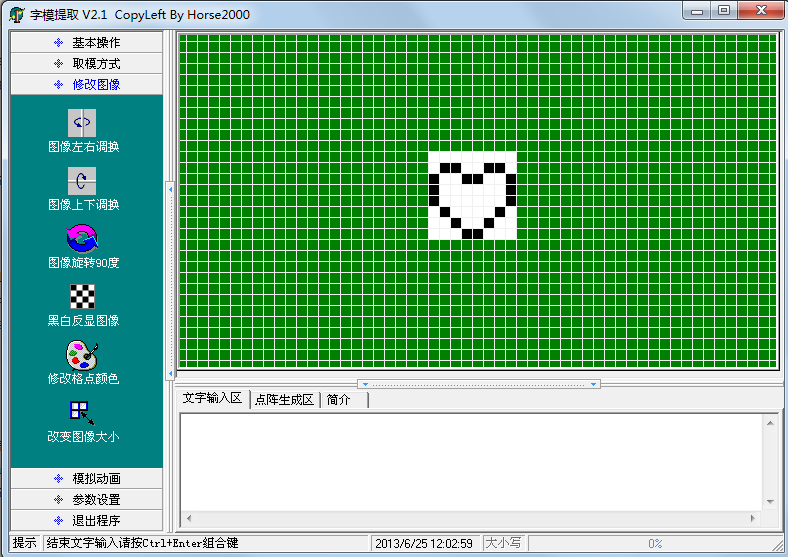 字模提取 V2.1 CopyLeft By Horse2000
基本操作
取模方式
修改图像
图像左右调换
图像上下调换
图像旋转90度
黑白反显图像
修改格点颜色
改变图像大小
模拟动画
参数设置
退出程序
文字输入区 点阵生成区 简介
提示 结束文字输入请按Ctrl+Enter组合键 2013/6/25 12:02:59 大小写 0%